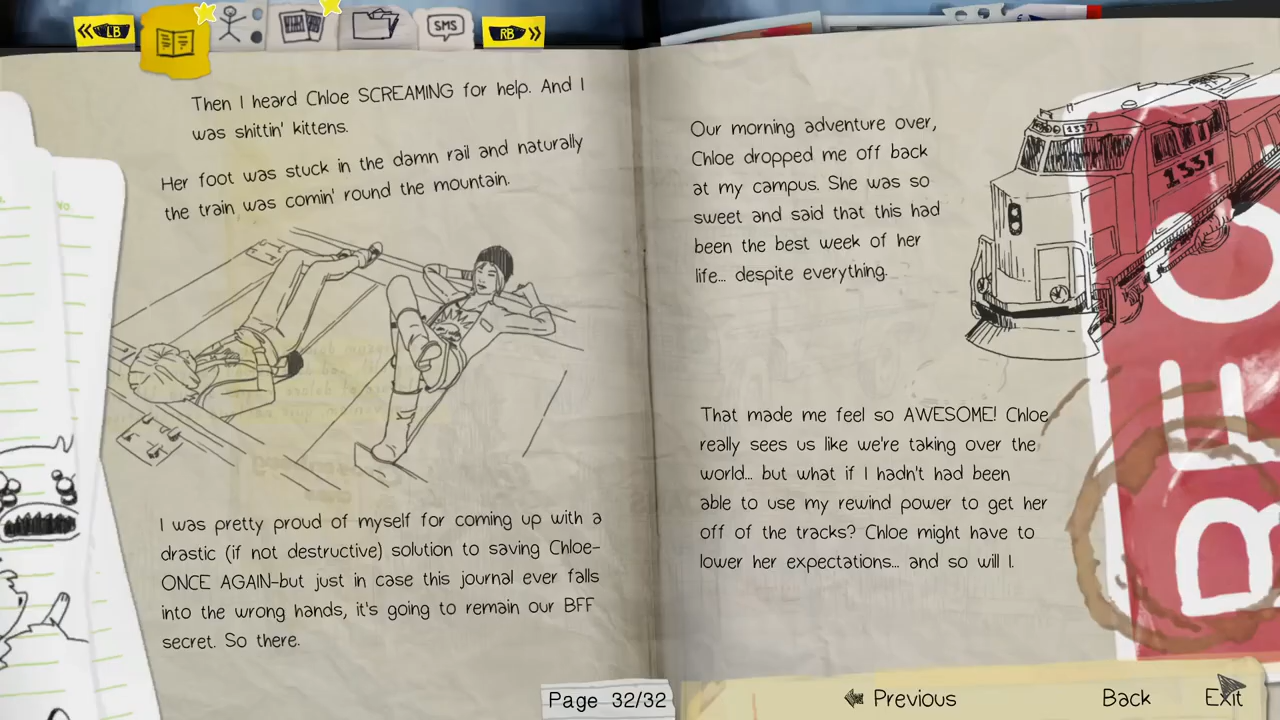 LB
SMS
RB
Then I heard Chloe SCREAMING for help. And I
was shittin' kittens.
Her foot was stuck in the damn rail and naturally
the train was comin' round the mountain.
I was pretty proud of myself for coming up with a
drastic (if not destructive) solution to saving Chloe-
ONCE AGAIN-but just in case this journal ever falls
into the wrong hands, it's going to remain our BFF
secret. So there.
Our morning adventure over,
Chloe dropped me off back
at my campus. She was so
sweet and said that this had
been the best week of her
life... despite everything.
1337
1337
That made me feel so AWESOME! Chloe
really sees us like we're taking over the
world... but what if I hadn't had been
able to use my rewind power to get her
off of the tracks? Chloe might have to
lower her expectations... and so will I.
No.
Page 32/32
Previous
Back
Exit